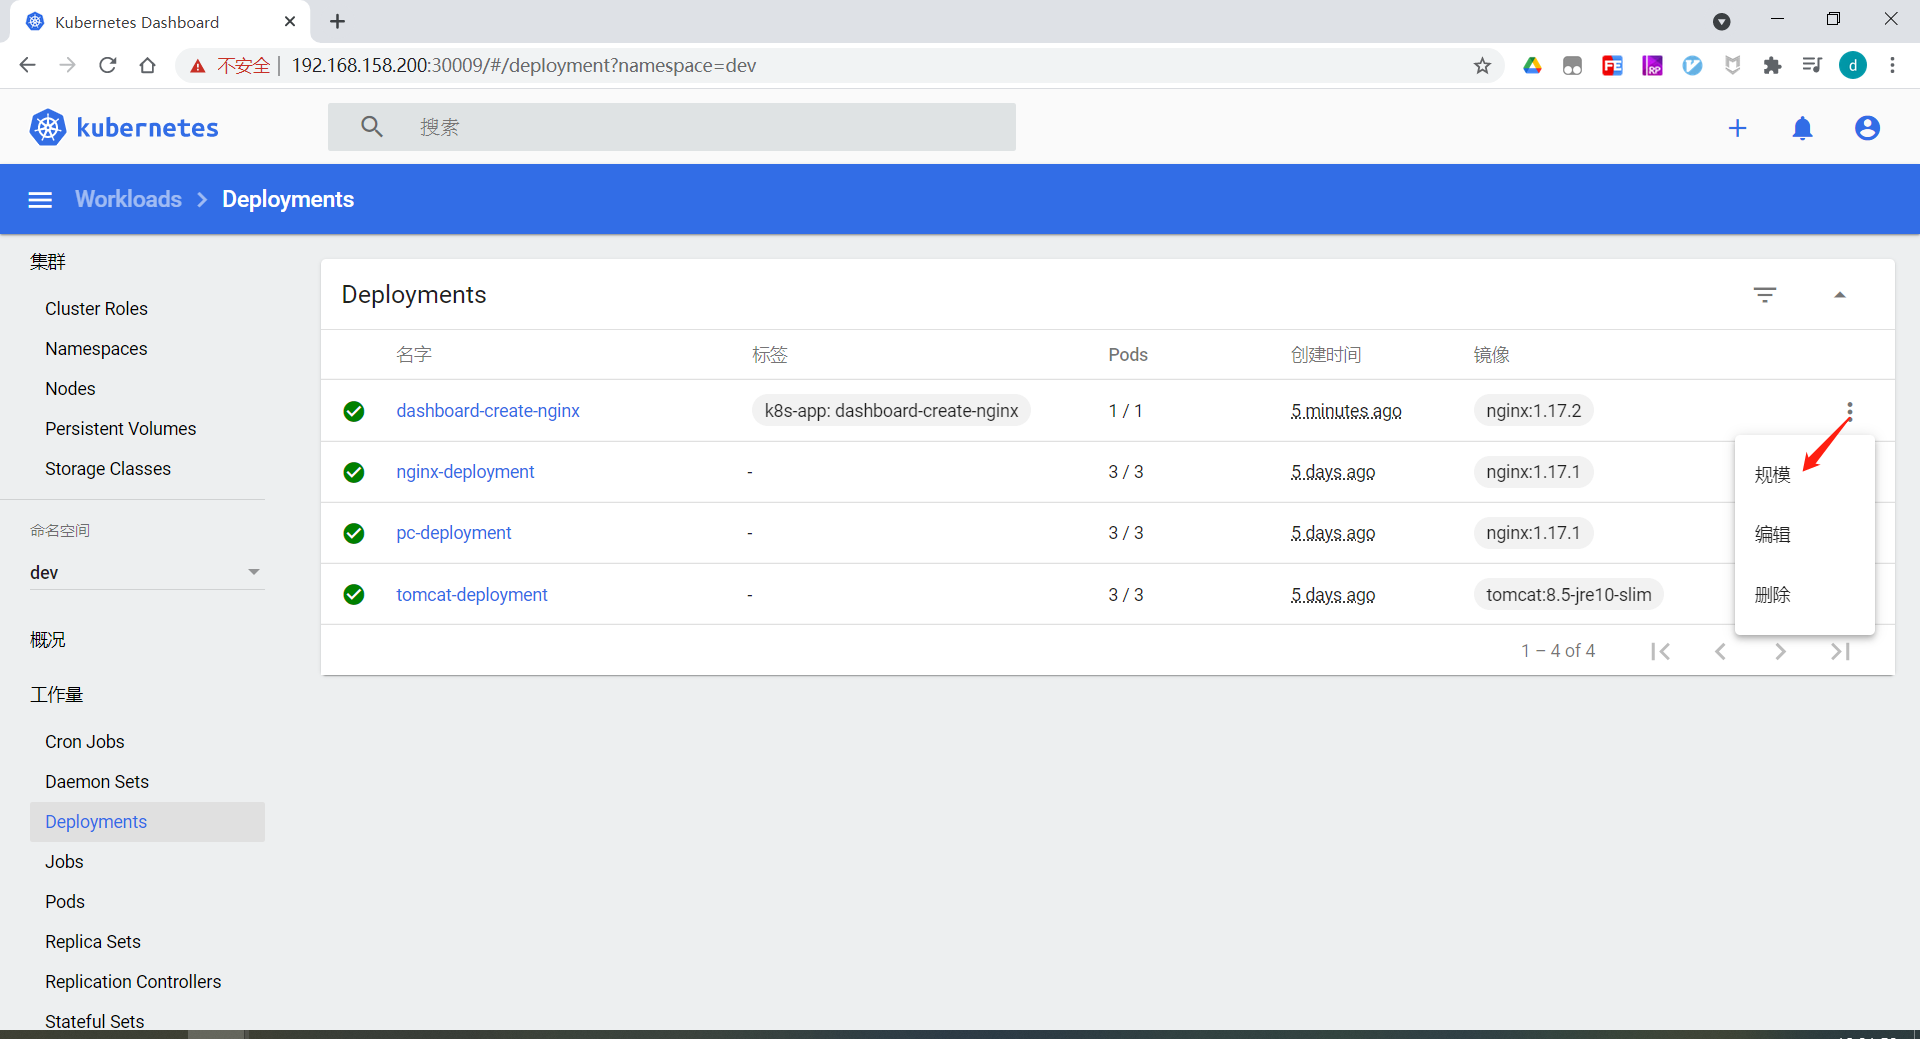 Kubernetes Dashboard
不安全 | 192.168.158.200:30009/#/deployment?namespace=dev
FE
RP
d
kubernetes
搜索
Workloads > Deployments
集群
Cluster Roles
Namespaces
Nodes
Persistent Volumes
Storage Classes
命名空间
dev
概况
工作量
Cron Jobs
Daemon Sets
Deployments
Jobs
Pods
Replica Sets
Replication Controllers
Stateful Sets
Deployments
名字 标签 Pods 创建时间 镜像
dashboard-create-nginx k8s-app: dashboard-create-nginx 1 / 1 5 minutes ago nginx:1.17.2
nginx-deployment - 3 / 3 5 days ago nginx:1.17.1
pc-deployment - 3 / 3 5 days ago nginx:1.17.1
tomcat-deployment - 3 / 3 5 days ago tomcat:8.5-jre10-slim
1 – 4 of 4
规模
编辑
删除